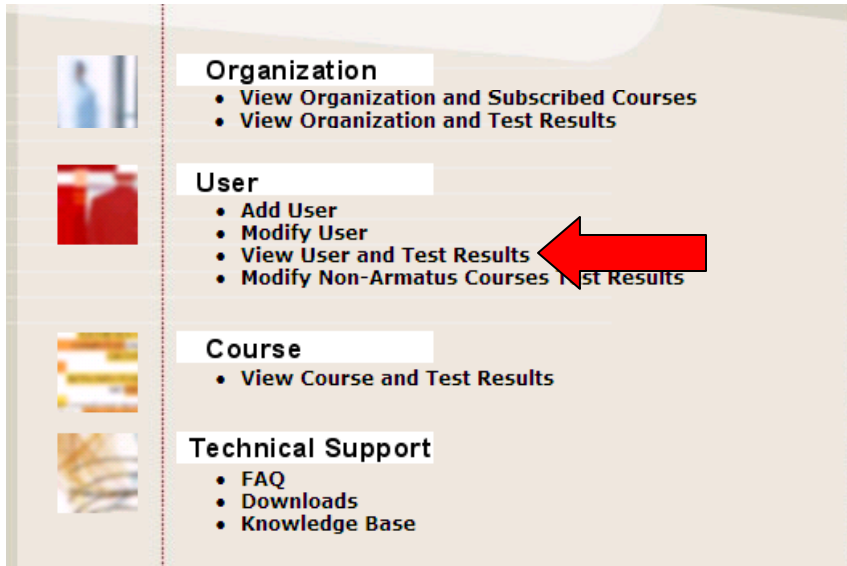 Organization
• View Organization and Subscribed Courses
• View Organization and Test Results
User
• Add User
• Modify User
• View User and Test Results
• Modify Non-Armatus Courses Test Results
Course
• View Course and Test Results
Technical Support
• FAQ
• Downloads
• Knowledge Base